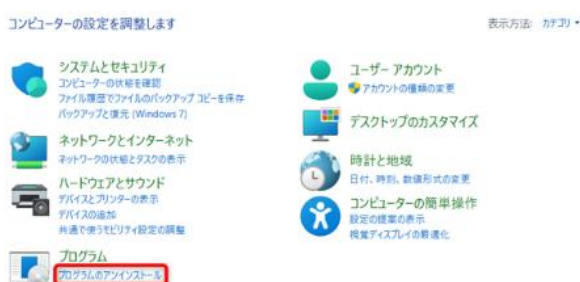 コンピューターの設定を調整します
表示方法: カテゴリ
システムとセキュリティ
コンピューターの状態を確認
ファイル履歴でファイルのバックアップ コピーを保存
バックアップと復元 (Windows 7)
ネットワークとインターネット
ネットワークの状態とタスクの表示
ハードウェアとサウンド
デバイスとプリンターの表示
デバイスの追加
共通で使うモビリティ設定の調整
プログラム
プログラムのアンインストール
ユーザー アカウント
アカウントの種類の変更
デスクトップのカスタマイズ
時計と地域
日付、時刻、数値形式の変更
コンピューターの簡単操作
設定の提案の表示
視覚ディスプレイの最適化